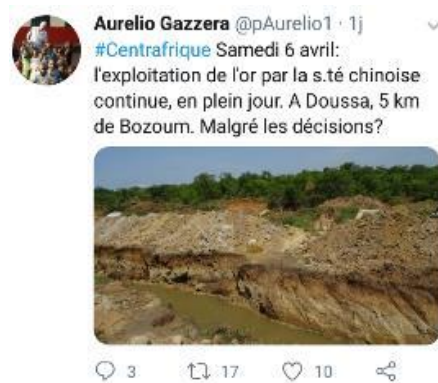 Aurelio Gazzera @pAurelio1 · 1j
#Centrafrique Samedi 6 avril:
l'exploitation de l'or par la s.té chinoise
continue, en plein jour. A Doussa, 5 km
de Bozoum. Malgré les décisions?
3 17 10